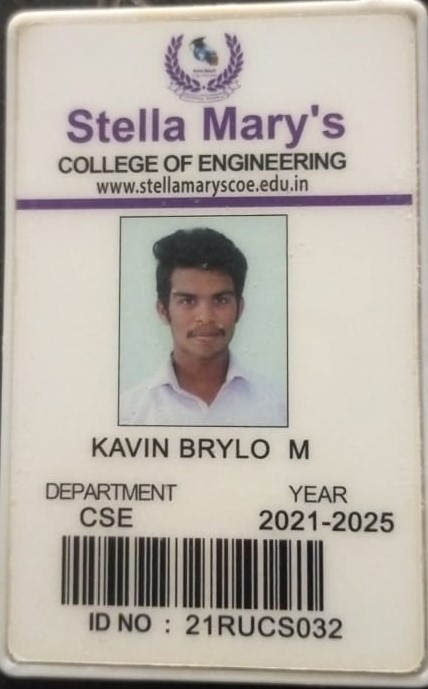 Stella Mary's
COLLEGE OF ENGINEERING
www.stellamaryscoe.edu.in
KAVIN BRYLO M
DEPARTMENT YEAR
CSE 2021-2025
ID NO : 21RUCS032